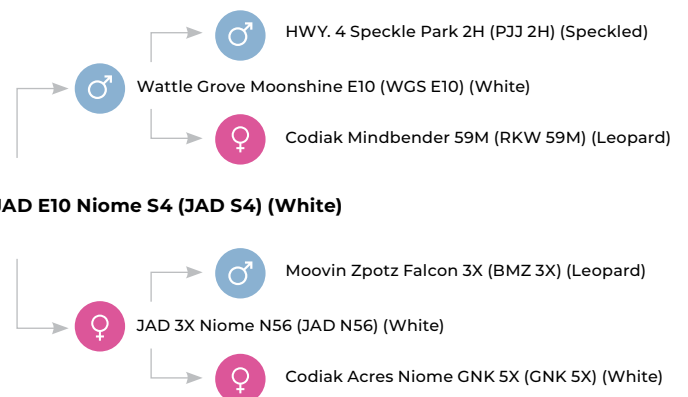 HWY. 4 Speckle Park 2H (PJJ 2H) (Speckled)
Wattle Grove Moonshine E10 (WGS E10) (White)
Codiak Mindbender 59M (RKW 59M) (Leopard)
JAD E10 Niome S4 (JAD S4) (White)
Moovin Zpotz Falcon 3X (BMZ 3X) (Leopard)
JAD 3X Niome N56 (JAD N56) (White)
Codiak Acres Niome GNK 5X (GNK 5X) (White)